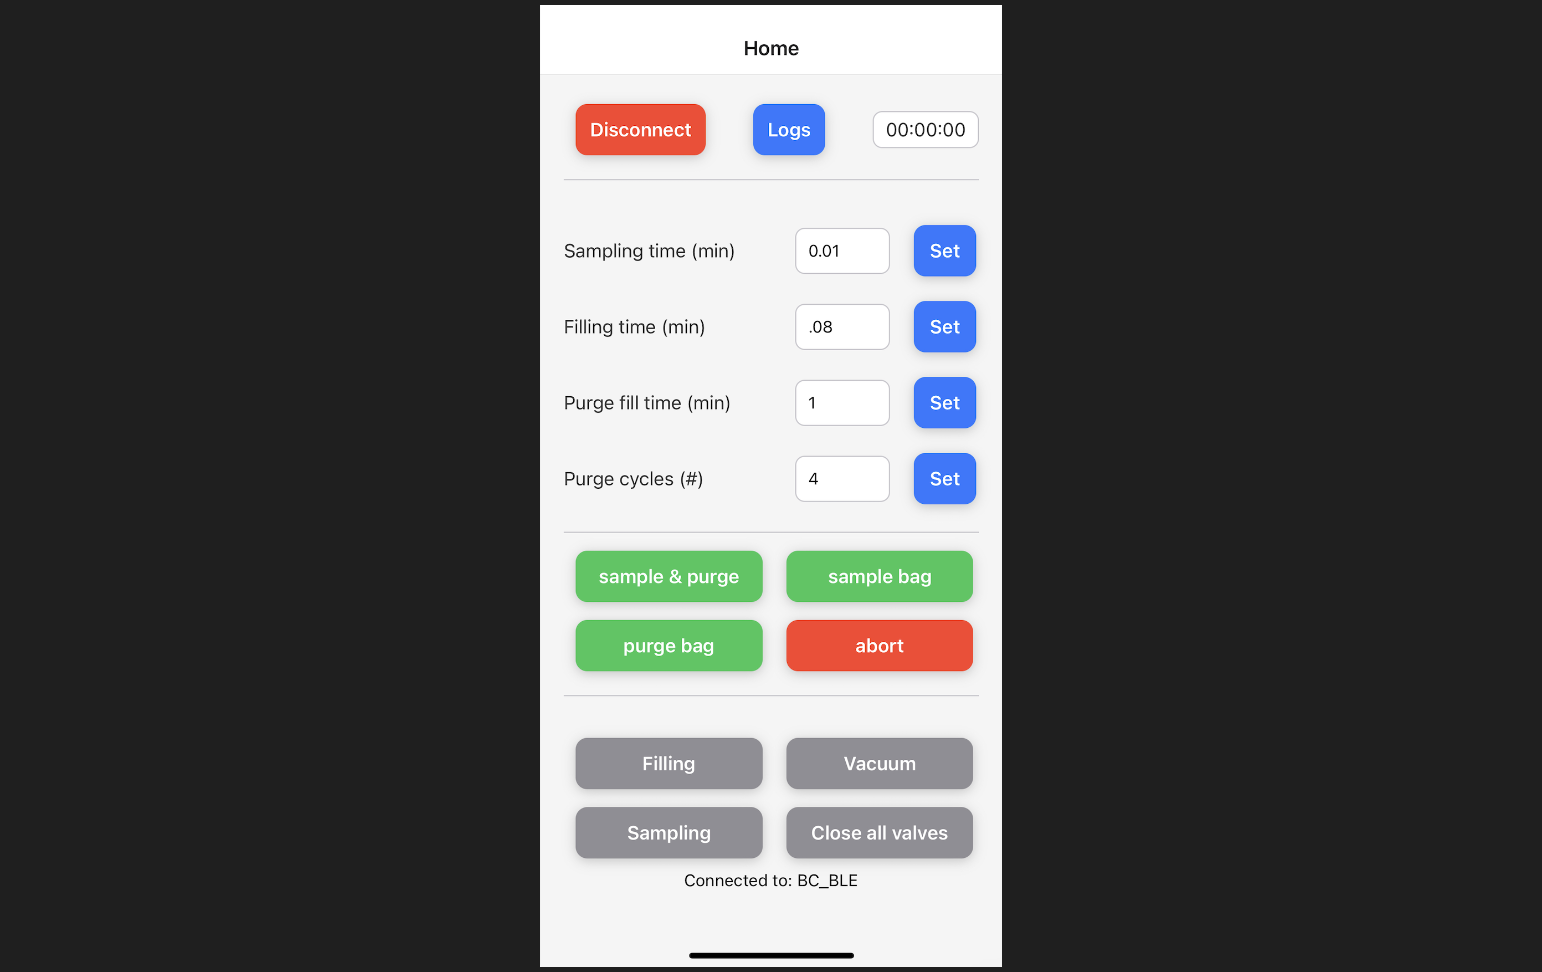 Home
Disconnect Logs 00:00:00
Sampling time (min) 0.01 Set
Filling time (min) .08 Set
Purge fill time (min) 1 Set
Purge cycles (#) 4 Set
sample & purge sample bag
purge bag abort
Filling Vacuum
Sampling Close all valves
Connected to: BC_BLE